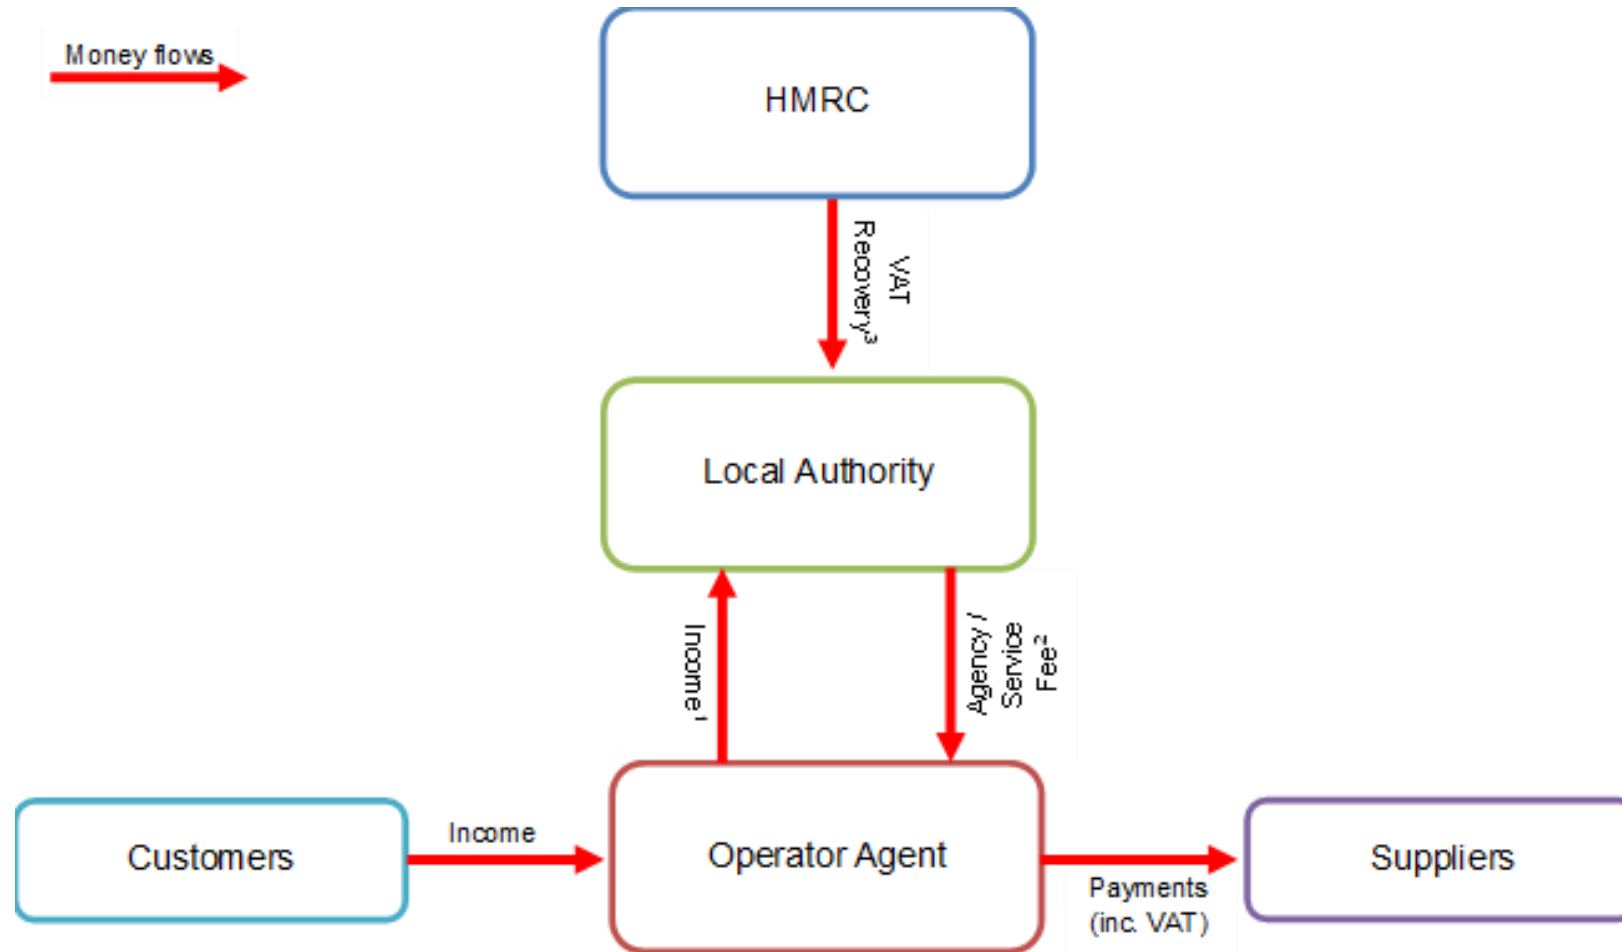 Money flows
HMRC
VAT
Recovery³
Local Authority
Income¹
Agency /
Service
Fee²
Customers
Income
Operator Agent
Payments
(inc. VAT)
Suppliers